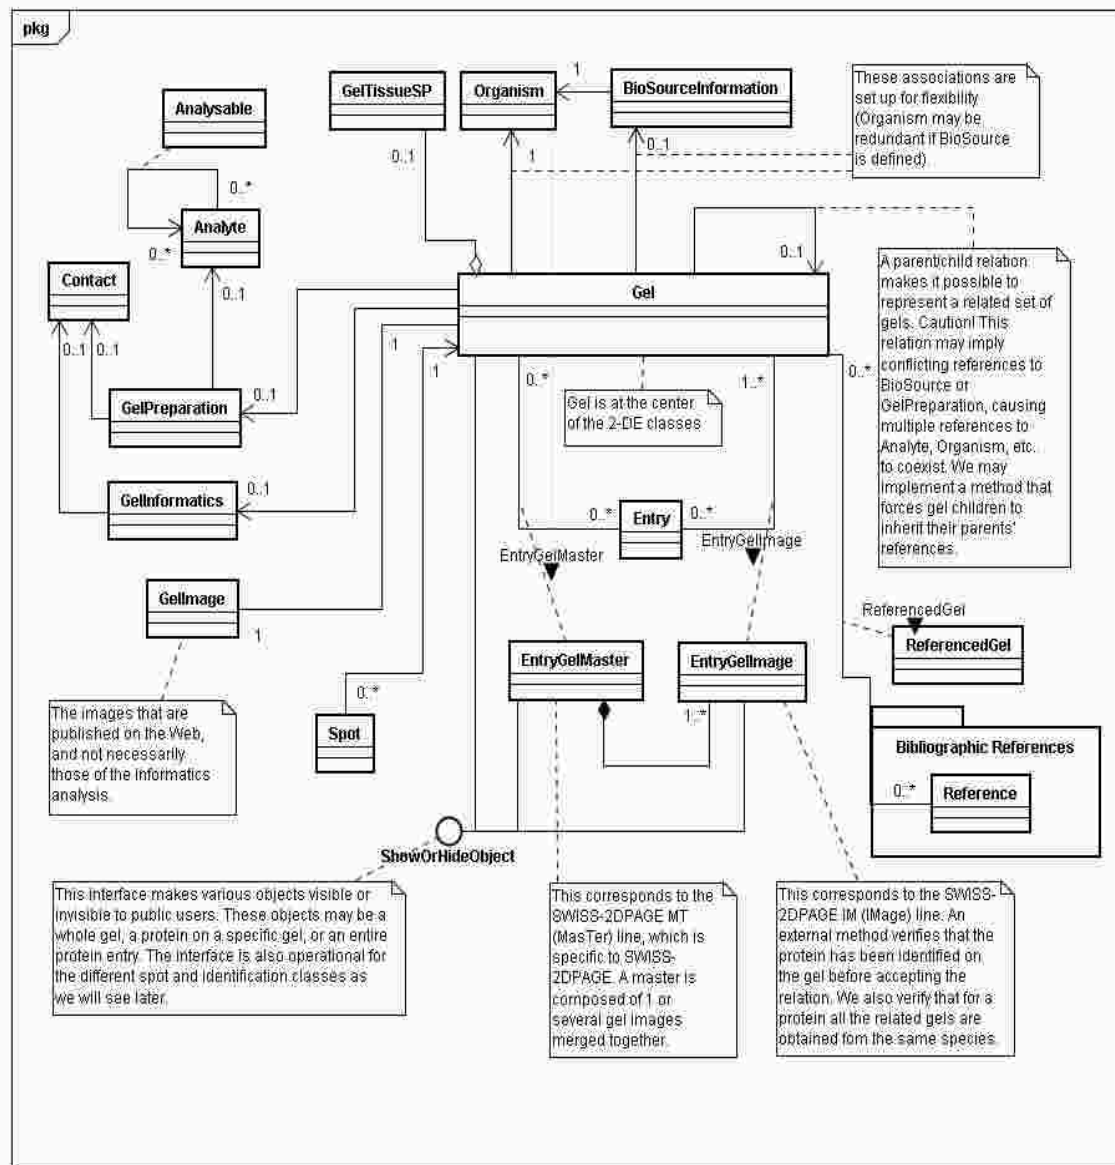 pkg
GelTissueSP
Organism
1
BioSourceInformation
These associations are
set up for flexibility
(Organism may be
redundant if BioSource
is defined)
Analysable
0..1
1
0..1
0..*
Analyte
0..*
0..1
Contact
0..1
Gel
A parent/child relation
makes it possible to
represent a related set of
gels. Caution! This
relation may imply
conflicting references to
BioSource or
GelPreparation, causing
multiple references to
Analyte, Organism, etc.
to coexist. We may
implement a method that
forces gel children to
inherit their parents'
references.
0..1
0..1
1
1
0..*
1..*
0..*
GelPreparation
0..1
Gel is at the center
of the 2-DE classes
GelInformatics
0..1
0..*
Entry
0..*
EntryGelMaster
EntryGelImage
GelImage
1
ReferencedGel
ReferencedGel
EntryGelMaster
EntryGelImage
0..*
The images that are
published on the Web,
and not necessarily
those of the informatics
analysis.
Spot
1..*
Bibliographic References
0..*
Reference
ShowOrHideObject
This interface makes various objects visible or
invisible to public users. These objects may be a
whole gel, a protein on a specific gel, or an entire
protein entry. The interface is also operational for
the different spot and identification classes as
we will see later.
This corresponds to the
SWISS-2DPAGE MT
(MasTer) line, which is
specific to SWISS-
2DPAGE. A master is
composed of 1 or
several gel images
merged together.
This corresponds to the SWISS-
2DPAGE IM (IMage) line. An
external method verifies that the
protein has been identified on
the gel before accepting the
relation. We also verify that for a
protein all the related gels are
obtained fom the same species.